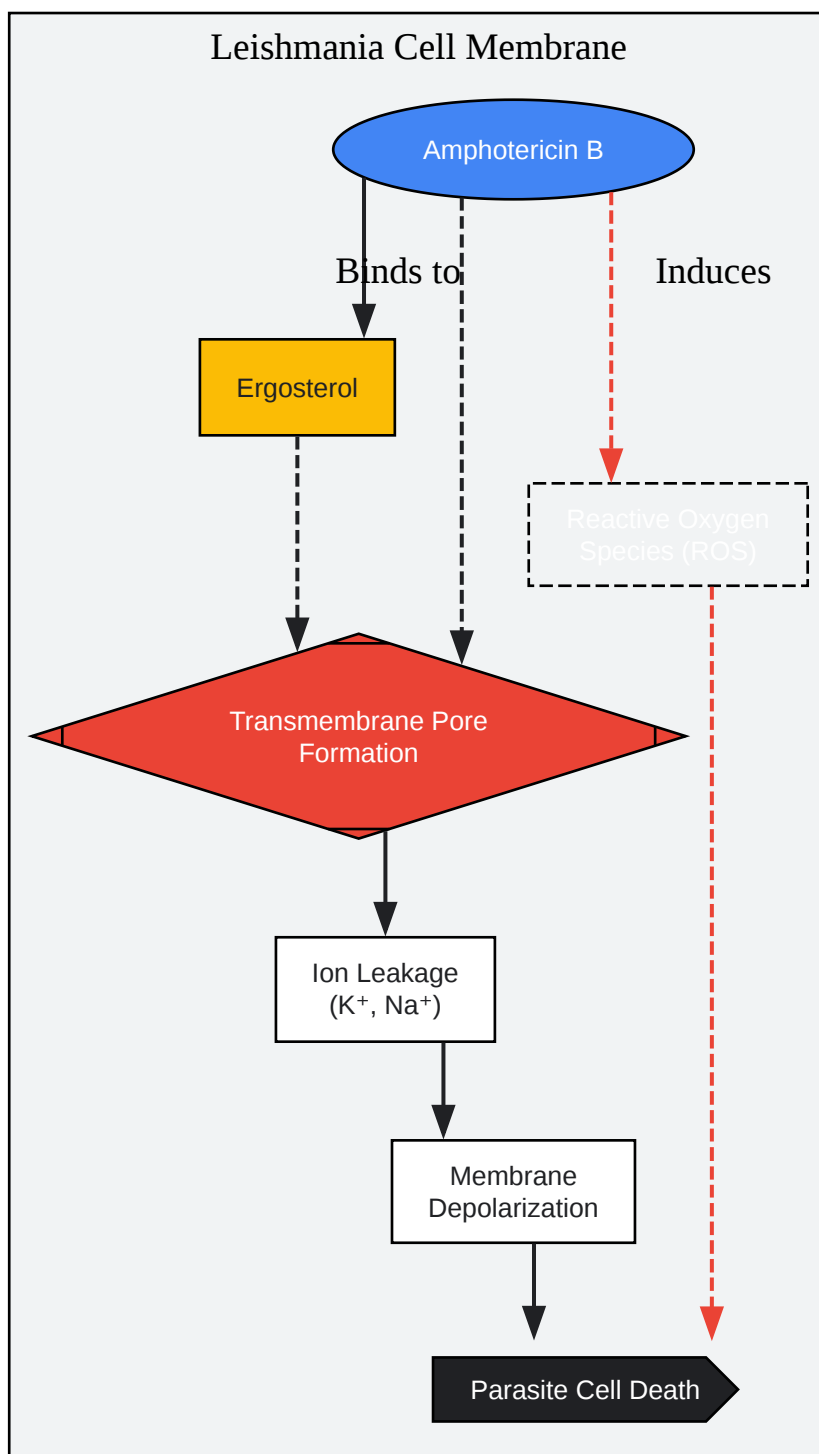 Leishmania Cell Membrane
Amphotericin B
Binds to
Induces
Ergosterol
Reactive Oxygen
Species (ROS)
Transmembrane Pore
Formation
Ion Leakage
(K⁺, Na⁺)
Membrane
Depolarization
Parasite Cell Death